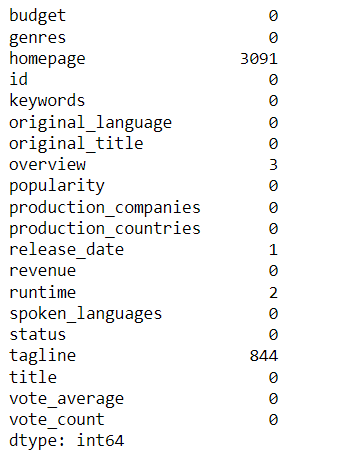 budget 0
genres 0
homepage 3091
id 0
keywords 0
original_language 0
original_title 0
overview 3
popularity 0
production_companies 0
production_countries 0
release_date 1
revenue 0
runtime 2
spoken_languages 0
status 0
tagline 844
title 0
vote_average 0
vote_count 0
dtype: int64